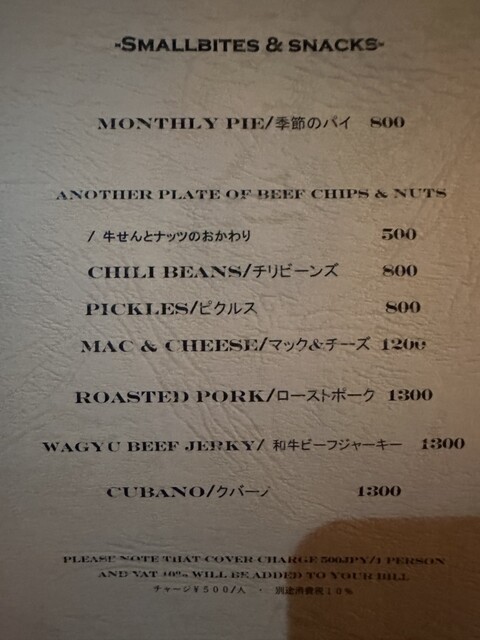 -SMALLBITES & SNACKS-
MONTHLY PIE/季節のパイ 800
ANOTHER PLATE OF BEEF CHIPS & NUTS
/ 牛せんとナッツのおかわり 500
CHILI BEANS/チリビーンズ 800
PICKLES/ピクルス 800
MAC & CHEESE/マック&チーズ 1200
ROASTED PORK/ローストポーク 1300
WAGYU BEEF JERKY/ 和牛ビーフジャーキー 1300
CUBANO/クバーノ 1300
PLEASE NOTE THAT COVER CHARGE 500JPY/1 PERSON
AND VAT 10% WILL BE ADDED TO YOUR BILL
チャージ¥500/人 ・ 別途消費税10%